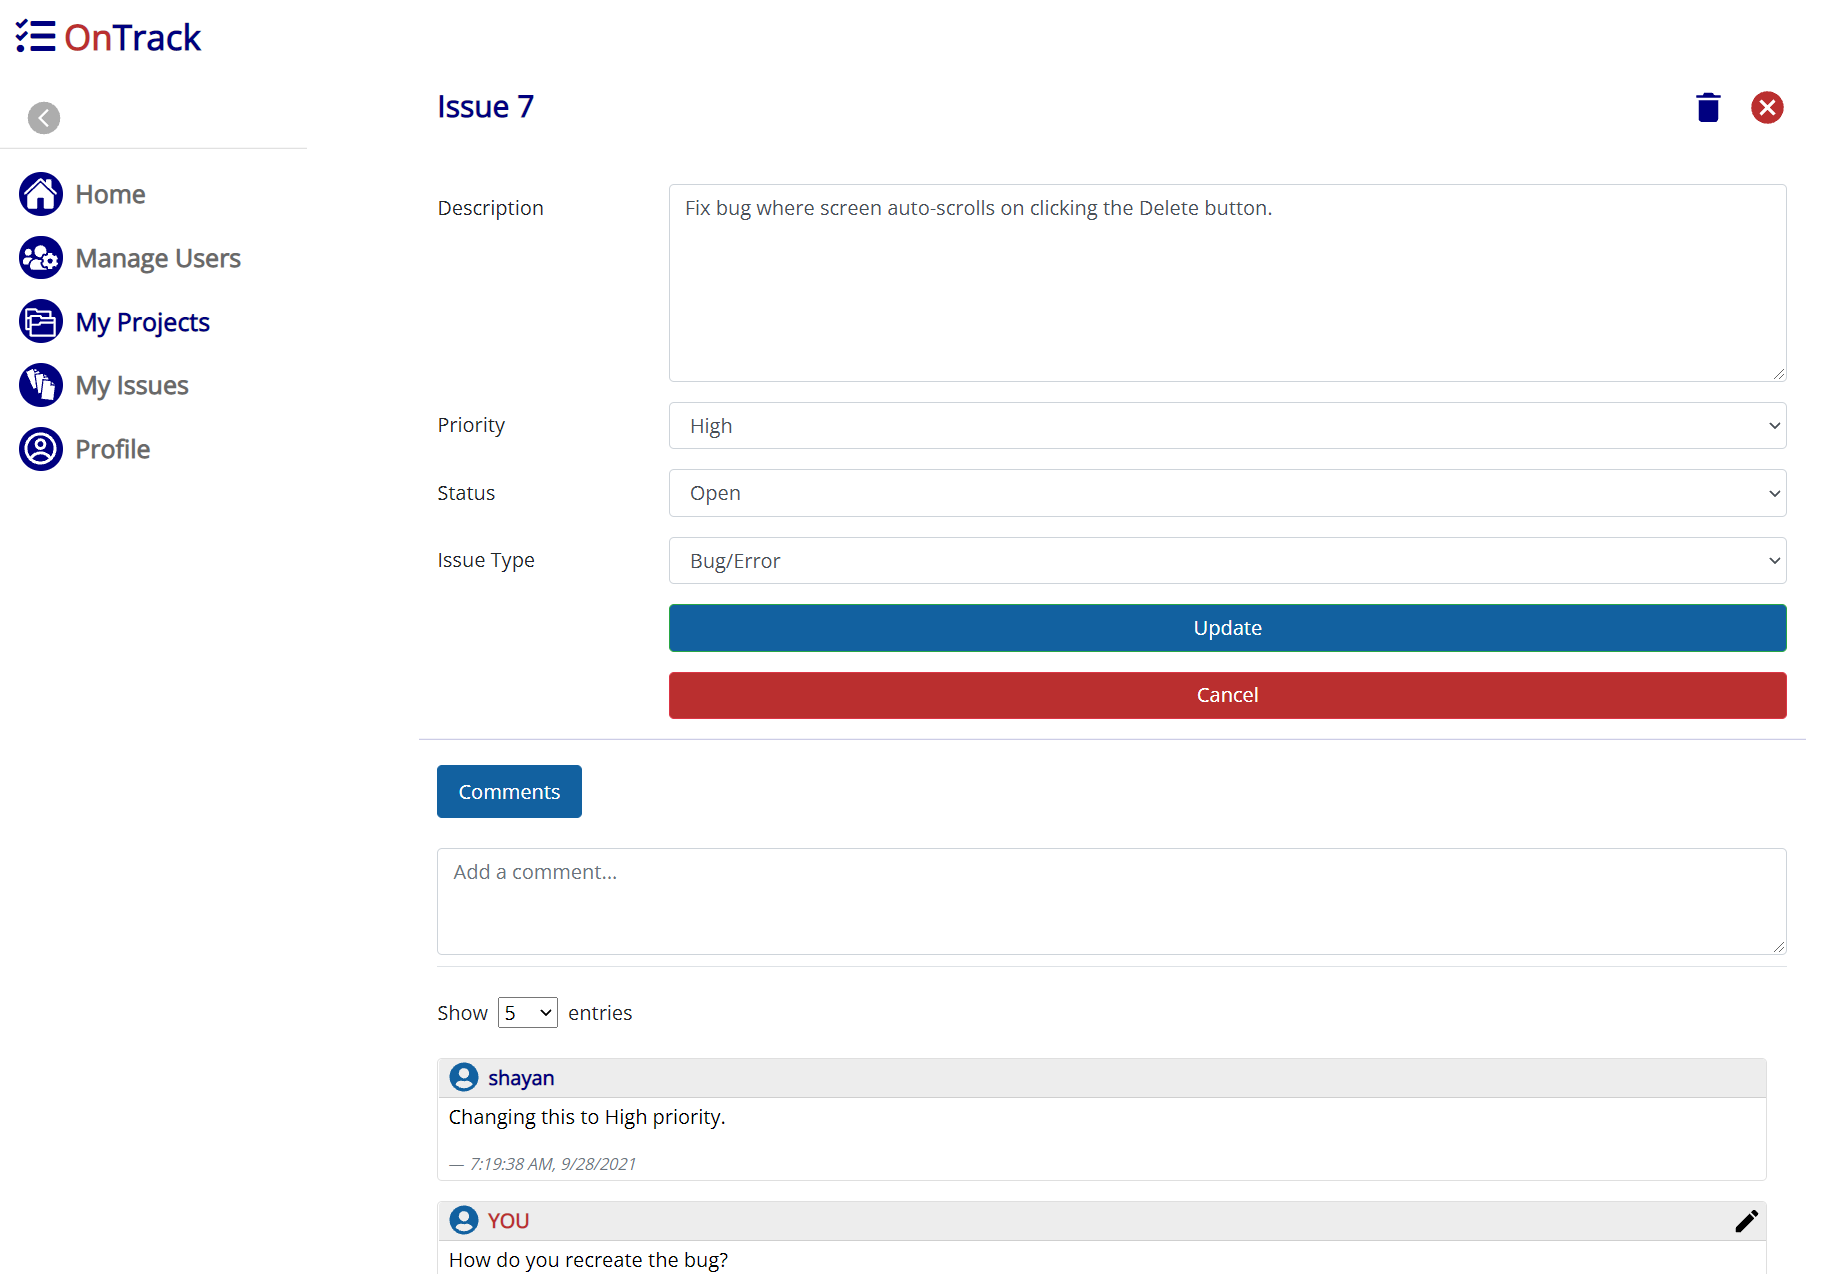 OnTrack
Issue 7
Home
Manage Users
My Projects
My Issues
Profile
Description
Fix bug where screen auto-scrolls on clicking the Delete button.
Priority
High
Status
Open
Issue Type
Bug/Error
Update
Cancel
Comments
Add a comment...
Show 5 entries
shayan
Changing this to High priority.
— 7:19:38 AM, 9/28/2021
YOU
How do you recreate the bug?